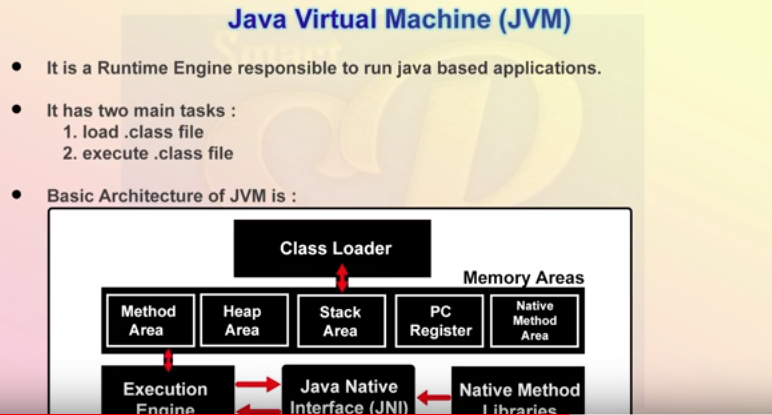 Java Virtual Machine (JVM)
Smart
• It is a Runtime Engine responsible to run java based applications.
• It has two main tasks :
1. load .class file
2. execute .class file
• Basic Architecture of JVM is :
Class Loader
Memory Areas
Method
Area
Heap
Area
Stack
Area
PC
Register
Native
Method
Area
Execution
Engine
Java Native
Interface (JNI)
Native Method
Libraries